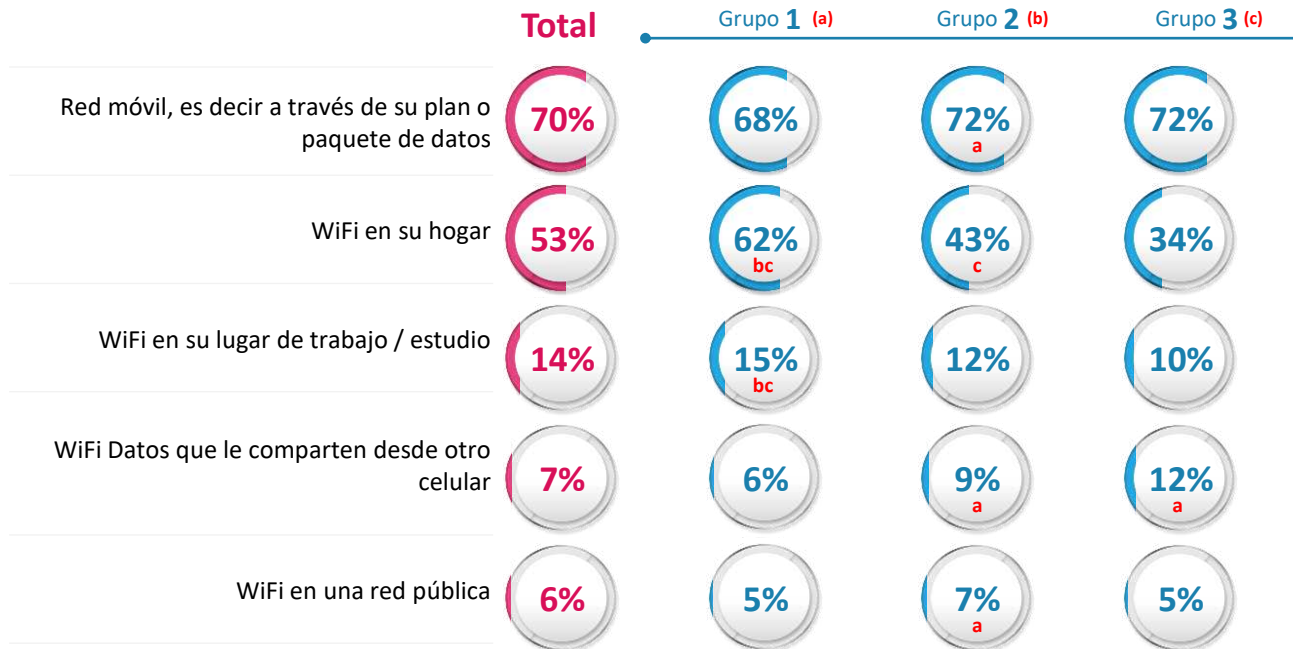 Total
Grupo 1 (a)
Grupo 2 (b)
Grupo 3 (c)
Red móvil, es decir a través de su plan o
paquete de datos
70%
68%
72%
a
72%
WiFi en su hogar
53%
62%
bc
43%
c
34%
WiFi en su lugar de trabajo / estudio
14%
15%
bc
12%
10%
WiFi Datos que le comparten desde otro
celular
7%
6%
9%
a
12%
a
WiFi en una red pública
6%
5%
7%
a
5%